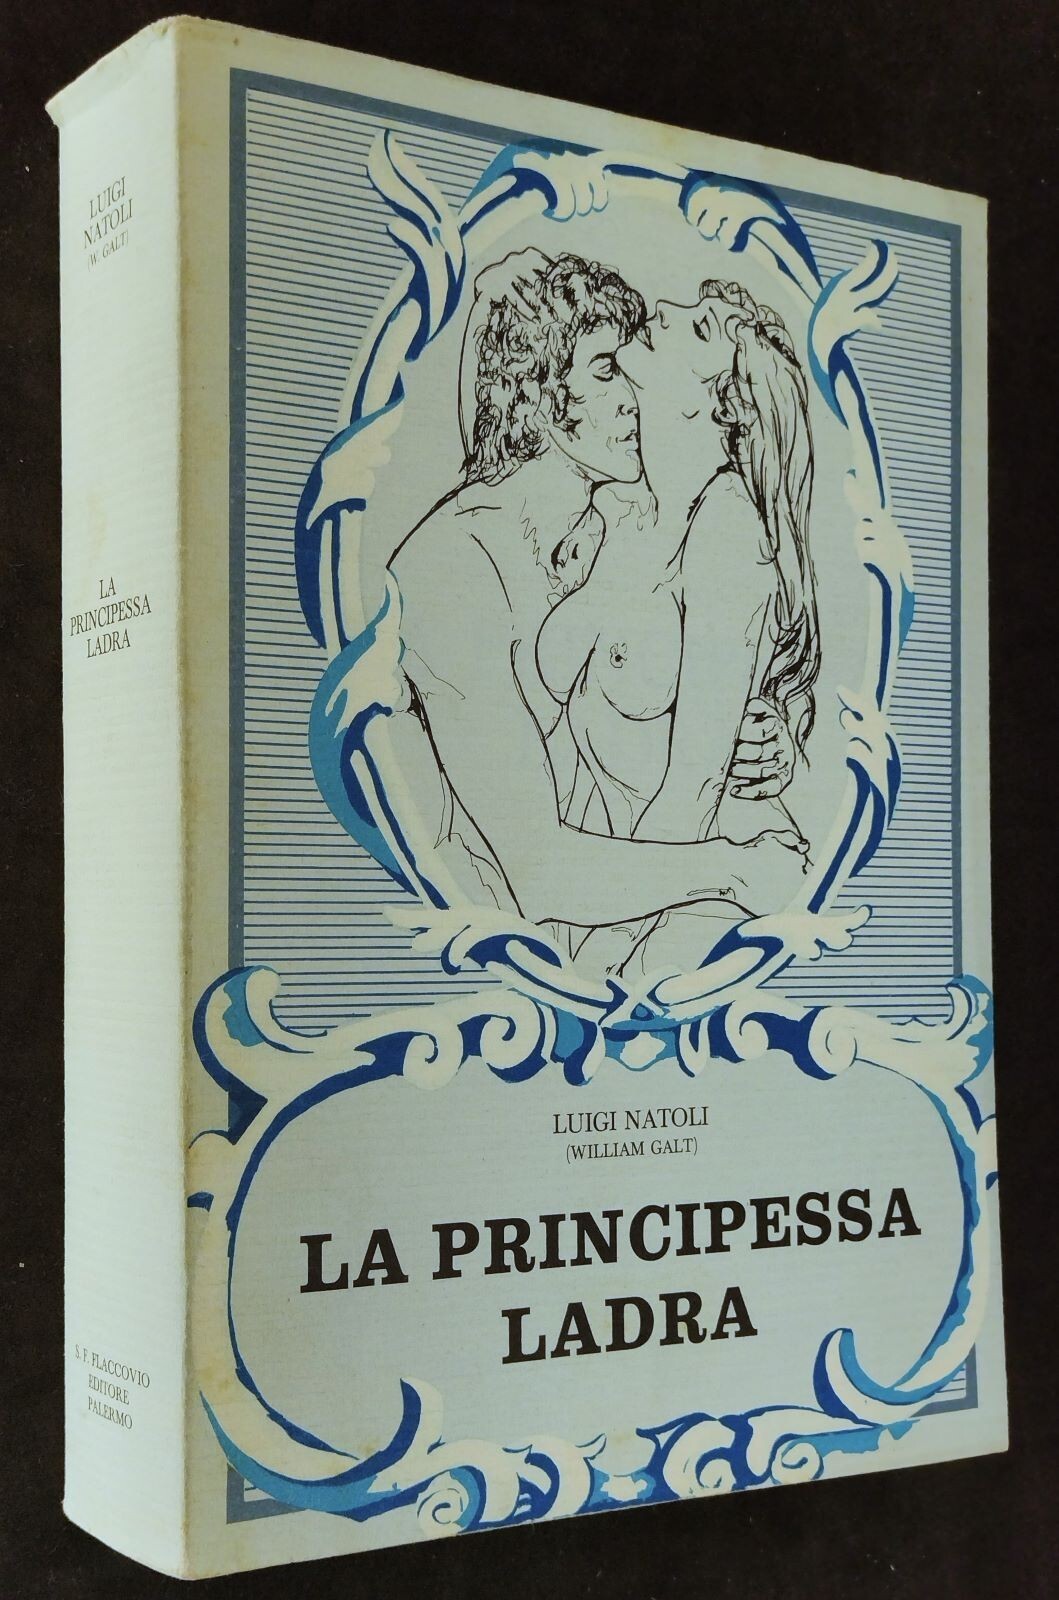 LUIGI
NATOLI
(W. GALT)
LA
PRINCIPESSA
LADRA
S. F. FLACCOVIO
EDITORE
PALERMO
LUIGI NATOLI
(WILLIAM GALT)
LA PRINCIPESSA
LADRA